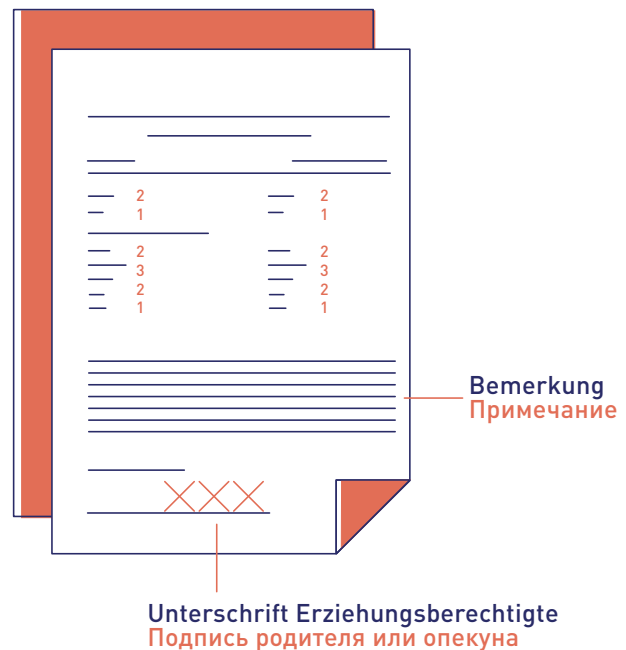 2 2
1 1
2 2
3 3
2 2
1 1
Bemerkung
Примечание
Unterschrift Erziehungsberechtigte
Подпись родителя или опекуна